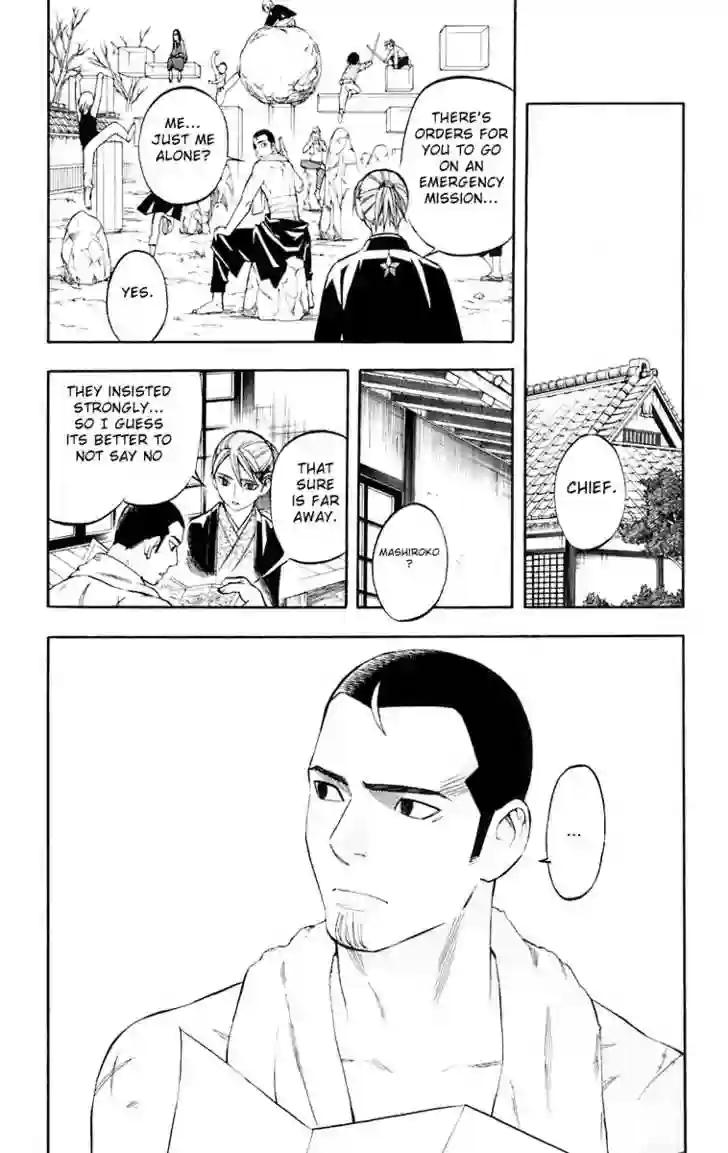 CHIEF.
THERE'S
ORDERS FOR
YOU TO GO
ON AN
EMERGENCY
MISSION...
ME...
JUST ME
ALONE?
YES.
MASHIROKO
?
THAT
SURE
IS FAR
AWAY.
THEY INSISTED
STRONGLY...
SO I GUESS
ITS BETTER TO
NOT SAY NO
...